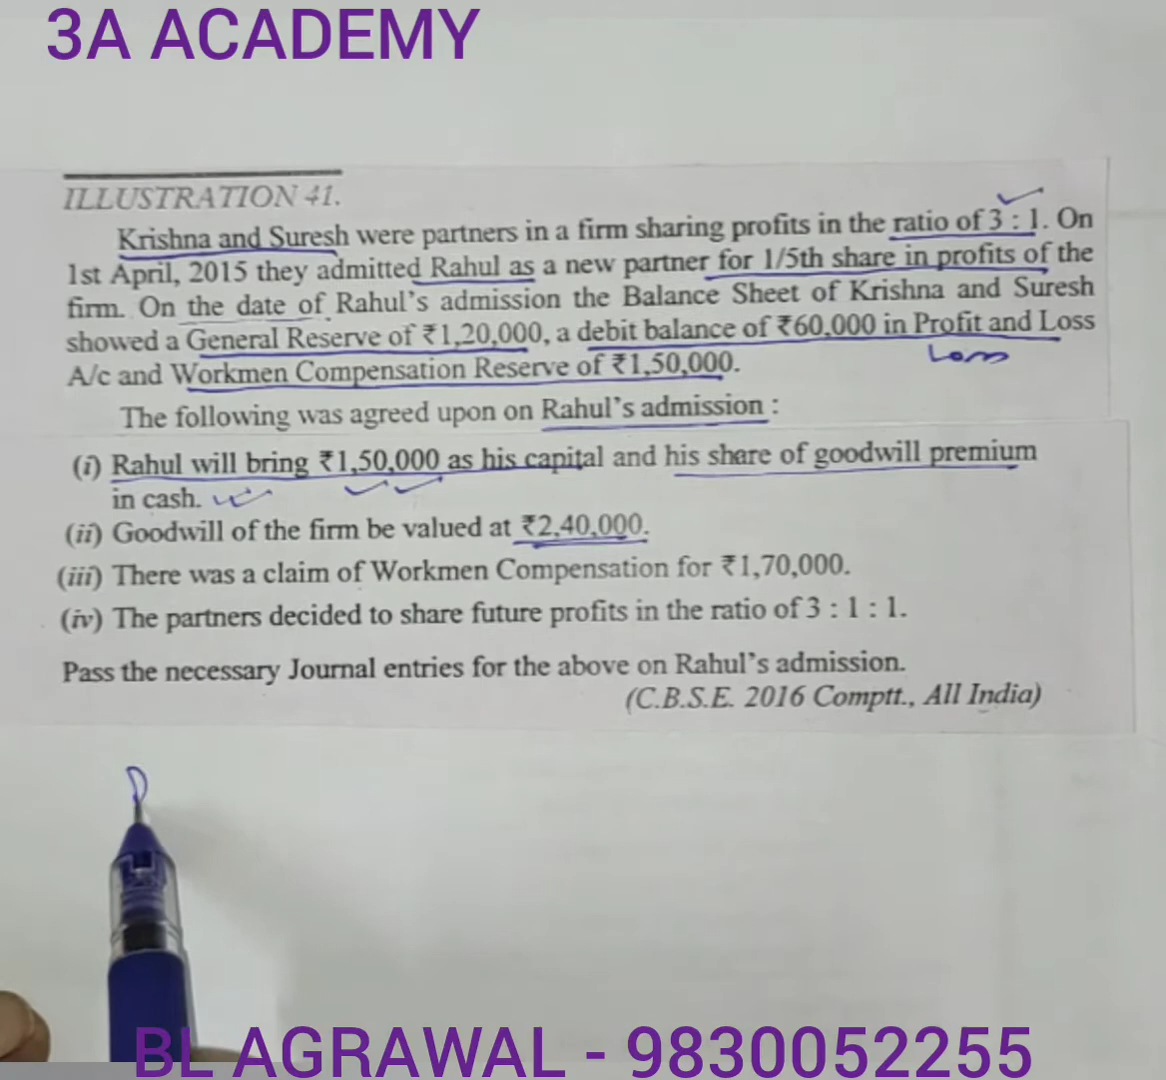 3A ACADEMY
ILLUSTRATION 41.
Krishna and Suresh were partners in a firm sharing profits in the ratio of 3 : 1. On
1st April, 2015 they admitted Rahul as a new partner for 1/5th share in profits of the
firm. On the date of Rahul's admission the Balance Sheet of Krishna and Suresh
showed a General Reserve of ₹1,20,000, a debit balance of ₹60,000 in Profit and Loss
Loss
A/c and Workmen Compensation Reserve of ₹1,50,000.
The following was agreed upon on Rahul's admission :
(i) Rahul will bring ₹1,50,000 as his capital and his share of goodwill premium
in cash.
(ii) Goodwill of the firm be valued at ₹2,40,000.
(iii) There was a claim of Workmen Compensation for ₹1,70,000.
(iv) The partners decided to share future profits in the ratio of 3 : 1 : 1.
Pass the necessary Journal entries for the above on Rahul's admission.
(C.B.S.E. 2016 Comptt., All India)
BL AGRAWAL - 9830052255